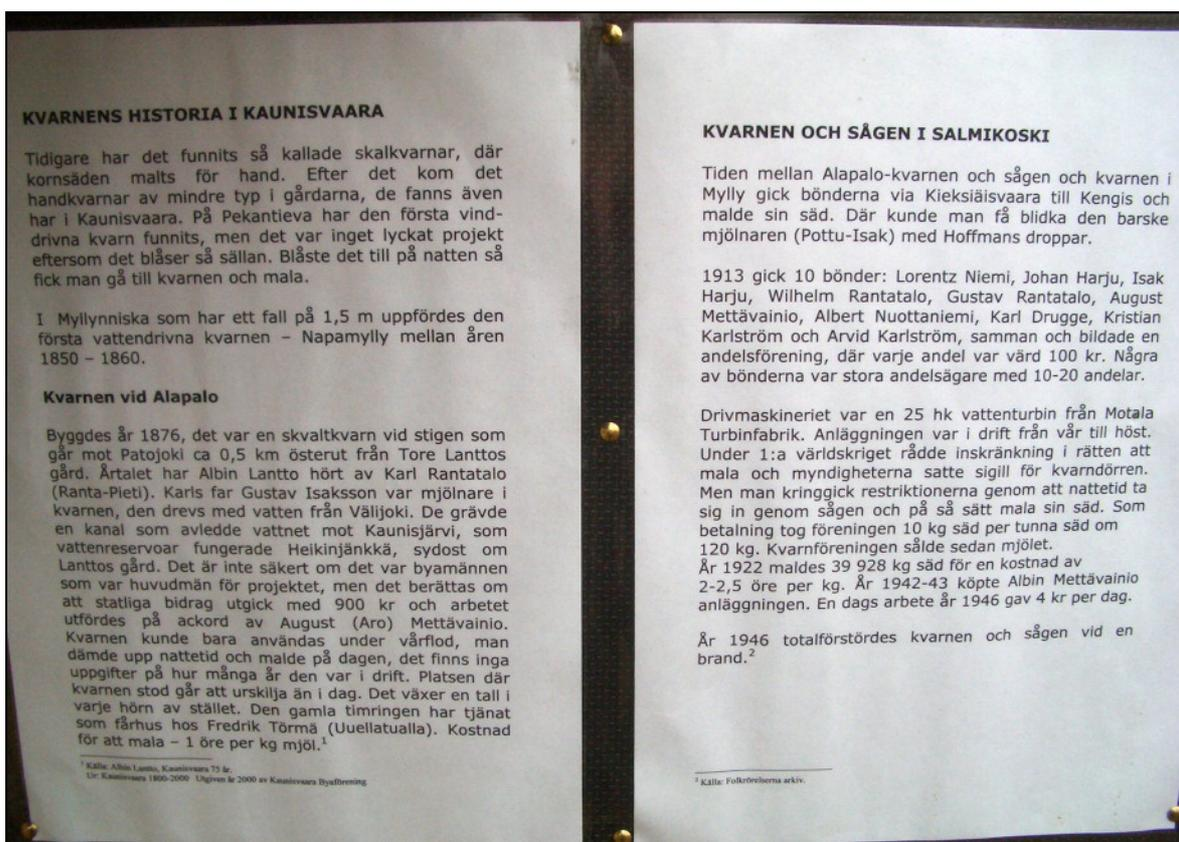 KVARNENS HISTORIA I KAUNISVAARA
Tidigare har det funnits så kallade skalkvarnar, där
kornsäden malts för hand. Efter det kom det
handkvarnar av mindre typ i gårdarna, de fanns även
har i Kaunisvaara. På Pekantieva har den första vind-
drivna kvarn funnits, men det var inget lyckat projekt
eftersom det blåser så sällan. Blåste det till på natten så
fick man gå till kvarnen och mala.
I Myllynniska som har ett fall på 1,5 m uppfördes den
första vattendrivna kvarnen – Napamylly mellan åren
1850 – 1860.
Kvarnen vid Alapalo
Byggdes år 1876, det var en skvaltkvarn vid stigen som
går mot Patojoki ca 0,5 km österut från Tore Lanttos
gård. Årtalet har Albin Lantto hört av Karl Rantatalo
(Ranta-Pieti). Karls far Gustav Isaksson var mjölnare i
kvarnen, den drevs med vatten från Välijoki. De grävde
en kanal som avledde vattnet mot Kaunisjärvi, som
vattenreservoar fungerade Heikinjänkkä, sydost om
Lanttos gård. Det är inte säkert om det var byamännen
som var huvudmän för projektet, men det berättas om
att statliga bidrag utgick med 900 kr och arbetet
utfördes på ackord av August (Aro) Mettävainio.
Kvarnen kunde bara användas under vårflod, man
dämde upp nattetid och malde på dagen, det finns inga
uppgifter på hur många år den var i drift. Platsen där
kvarnen stod går att urskilja än i dag. Det växer en tall i
varje hörn av stället. Den gamla timringen har tjänat
som fårhus hos Fredrik Törmä (Uuellatualla). Kostnad
för att mala – 1 öre per kg mjöl.¹
¹ Källa: Albin Lantto, Kaunisvaara 75 år.
Ur: Kaunisvaara 1800-2000 Utgiven år 2000 av Kaunisvaara Byaförening
KVARNEN OCH SÅGEN I SALMIKOSKI
Tiden mellan Alapalo-kvarnen och sågen och kvarnen i
Mylly gick bönderna via Kieksiäisvaara till Kengis och
malde sin säd. Där kunde man få blidka den barske
mjölnaren (Pottu-Isak) med Hoffmans droppar.
1913 gick 10 bönder: Lorentz Niemi, Johan Harju, Isak
Harju, Wilhelm Rantatalo, Gustav Rantatalo, August
Mettävainio, Albert Nuottaniemi, Karl Drugge, Kristian
Karlström och Arvid Karlström, samman och bildade en
andelsförening, där varje andel var värd 100 kr. Några
av bönderna var stora andelsägare med 10-20 andelar.
Drivmaskineriet var en 25 hk vattenturbin från Motala
Turbinfabrik. Anläggningen var i drift från vår till höst.
Under 1:a världskriget rådde inskränkning i rätten att
mala och myndigheterna satte sigill för kvarndörren.
Men man kringgick restriktionerna genom att nattetid ta
sig in genom sågen och på så sätt mala sin säd. Som
betalning tog föreningen 10 kg säd per tunna säd om
120 kg. Kvarnföreningen sålde sedan mjölet.
År 1922 maldes 39 928 kg säd för en kostnad av
2-2,5 öre per kg. År 1942-43 köpte Albin Mettävainio
anläggningen. En dags arbete år 1946 gav 4 kr per dag.
År 1946 totalförstördes kvarnen och sågen vid en
brand.²
² Källa: Folkrörelserna arkiv.